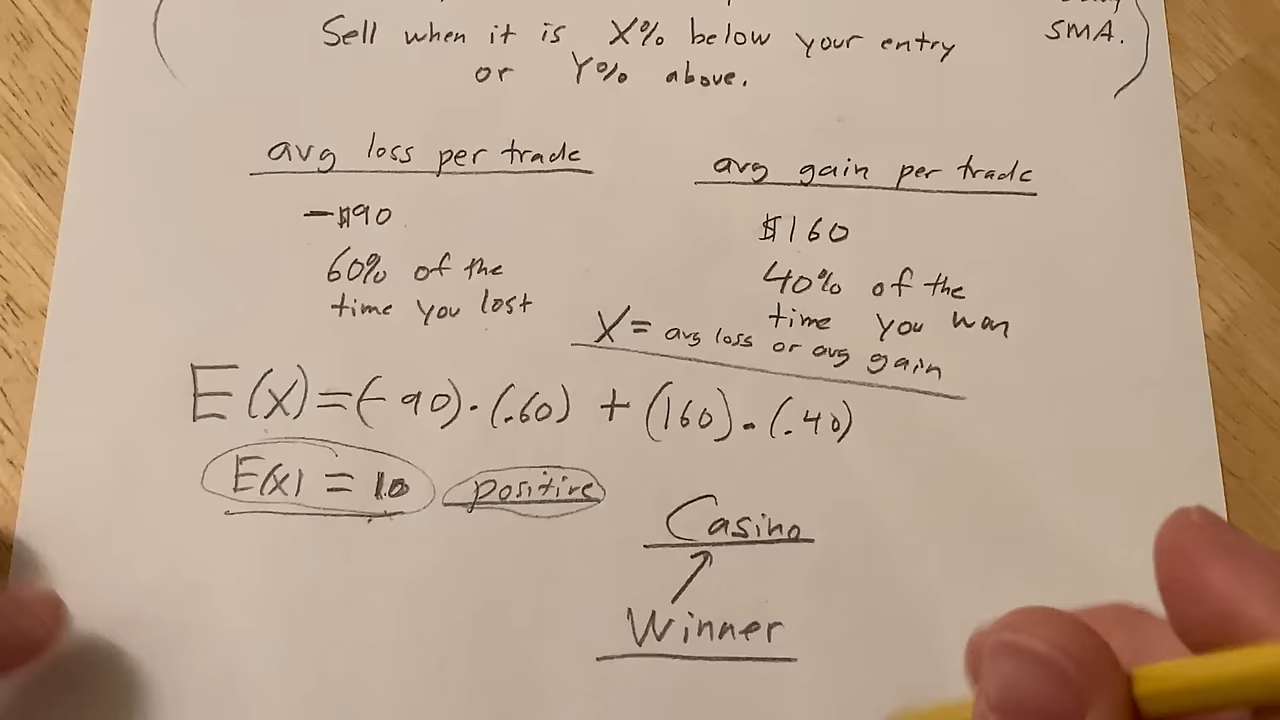 Sell when it is X% below your entry
or Y% above.
SMA.
avg loss per trade
-$90
60% of the
time you lost
avg gain per trade
$160
40% of the
time you won
X = avg loss or avg gain
E(X)=(-90)·(.60) + (160)·(.40)
E(X) = 10 positive
Casino
Winner